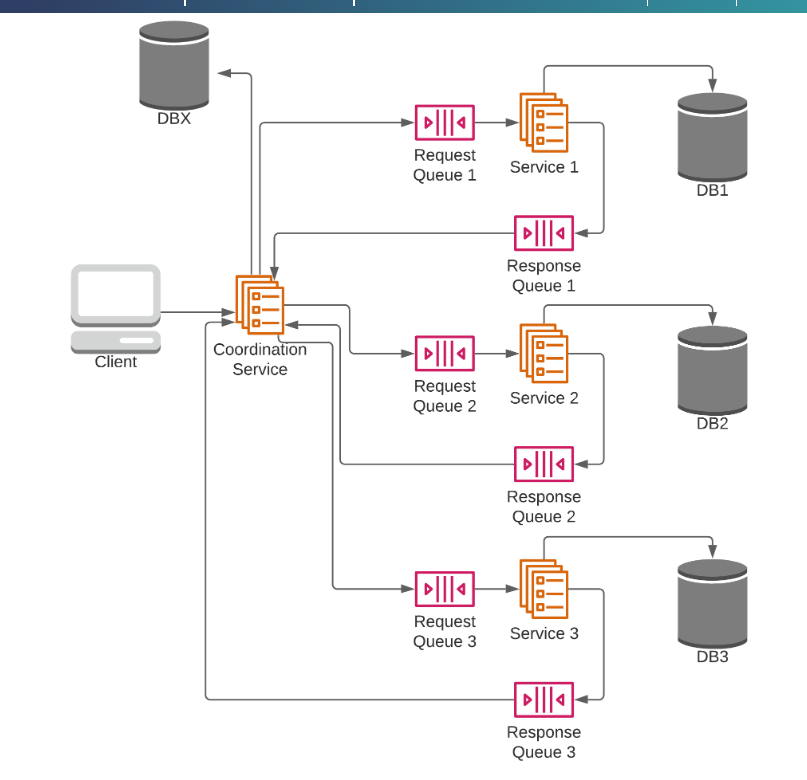 DBX
Request
Queue 1
Service 1
DB1
Response
Queue 1
Client
Coordination
Service
Request
Queue 2
Service 2
DB2
Response
Queue 2
Request
Queue 3
Service 3
DB3
Response
Queue 3